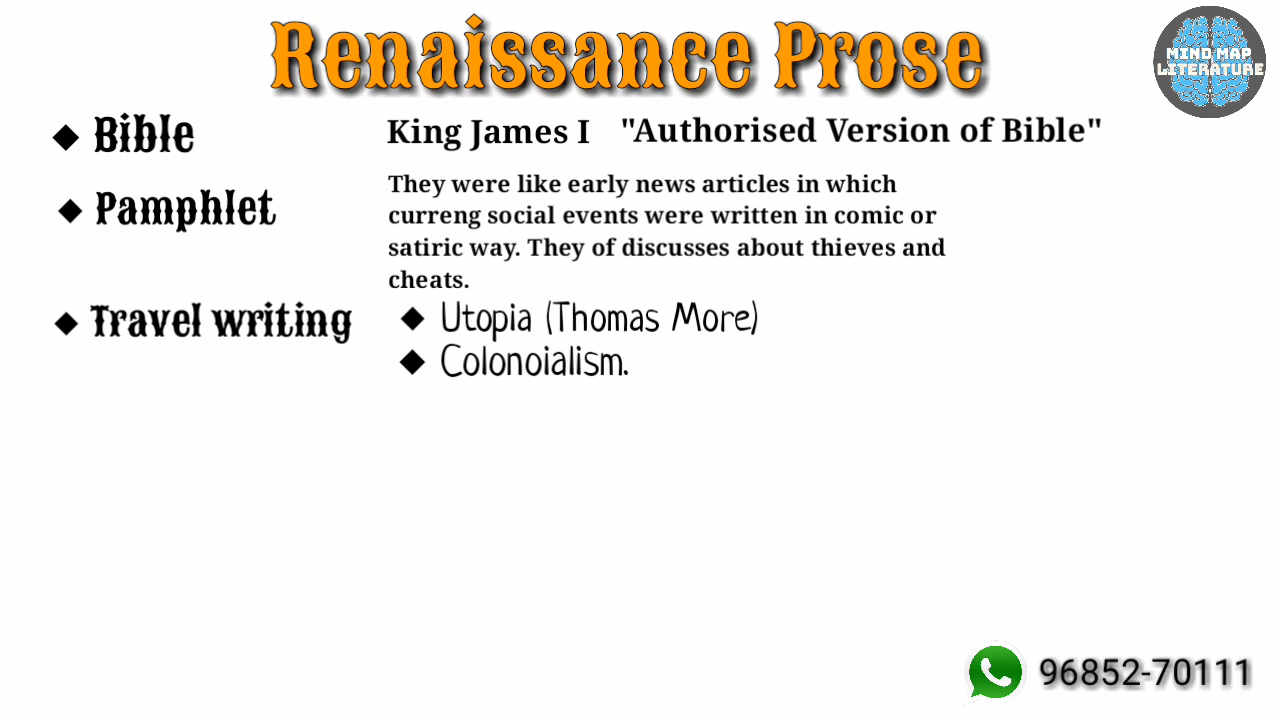 Renaissance Prose
MIND MAP
LITERATURE
◆ Bible King James I "Authorised Version of Bible"
◆ Pamphlet
They were like early news articles in which
curreng social events were written in comic or
satiric way. They of discusses about thieves and
cheats.
◆ Travel writing ◆ Utopia (Thomas More)
◆ Colonoialism.
96852-70111